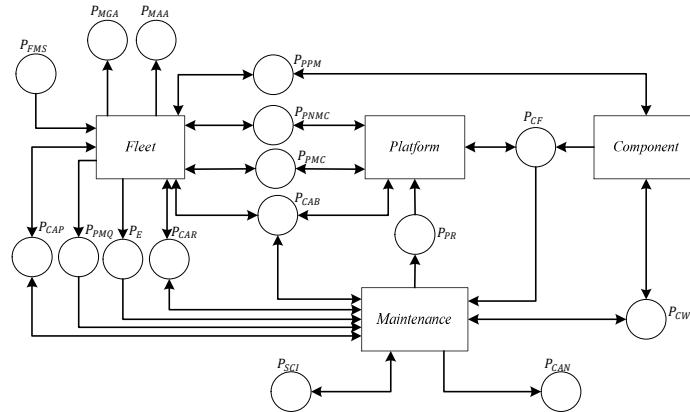 P_MGA
P_MAA
P_FMS
P_PPM
P_PNMC
P_CF
Fleet
Platform
Component
P_PMC
P_CAB
P_CAP
P_PMQ
P_E
P_CAR
P_PR
Maintenance
P_CW
P_SCI
P_CAN